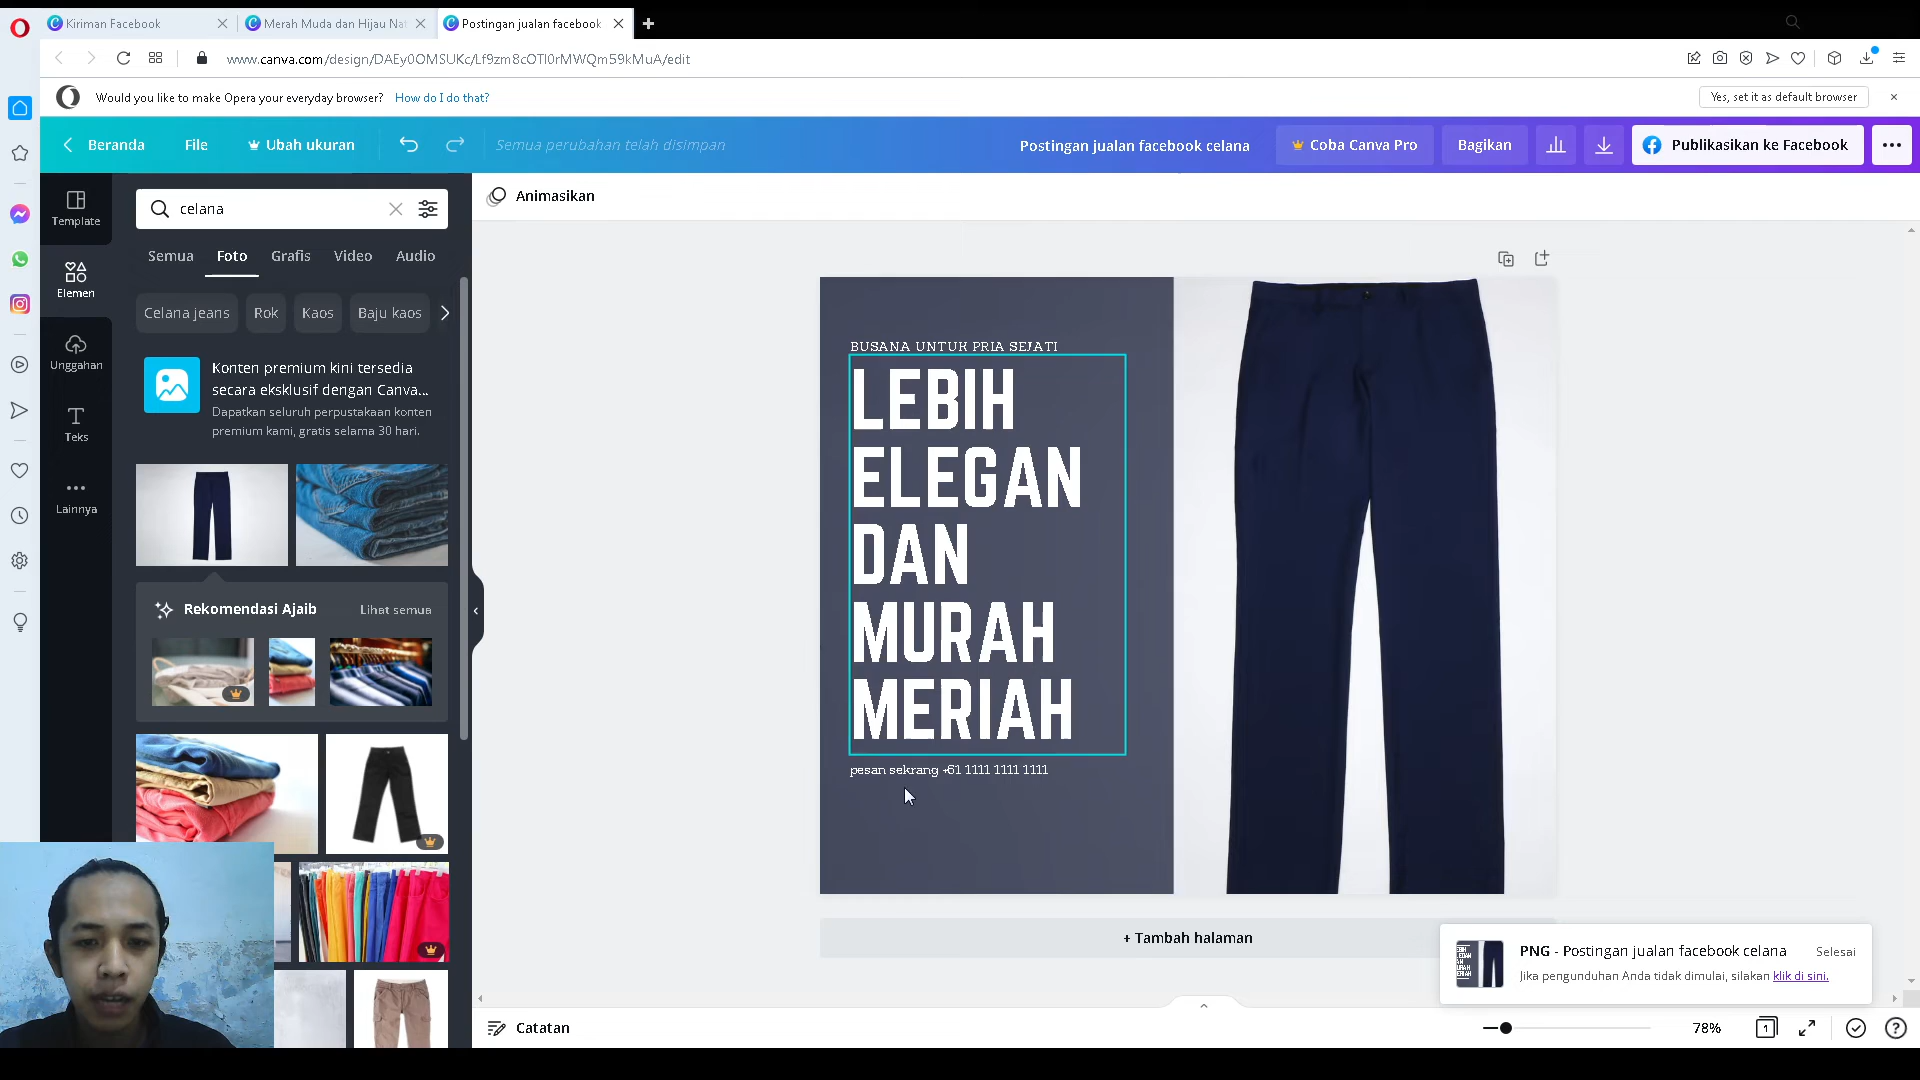 Kiriman Facebook
Merah Muda dan Hijau Nat
Postingan jualan facebook
www.canva.com/design/DAEy0OMSUKc/Lf9zm8cOTl0rMWQm59kMuA/edit
Would you like to make Opera your everyday browser? How do I do that?
Yes, set it as default browser
Beranda
File
Ubah ukuran
Semua perubahan telah disimpan
Postingan jualan facebook celana
Coba Canva Pro
Bagikan
Publikasikan ke Facebook
Template
Elemen
Unggahan
Teks
Lainnya
celana
Semua
Foto
Grafis
Video
Audio
Celana jeans
Rok
Kaos
Baju kaos
Konten premium kini tersedia
secara eksklusif dengan Canva...
Dapatkan seluruh perpustakaan konten
premium kami, gratis selama 30 hari.
Rekomendasi Ajaib
Lihat semua
Animasikan
BUSANA UNTUK PRIA SEJATI
LEBIH
ELEGAN
DAN
MURAH
MERIAH
pesan sekrang +61 1111 1111 1111
+ Tambah halaman
PNG - Postingan jualan facebook celana
Selesai
Jika pengunduhan Anda tidak dimulai, silakan klik di sini.
Catatan
78%
1